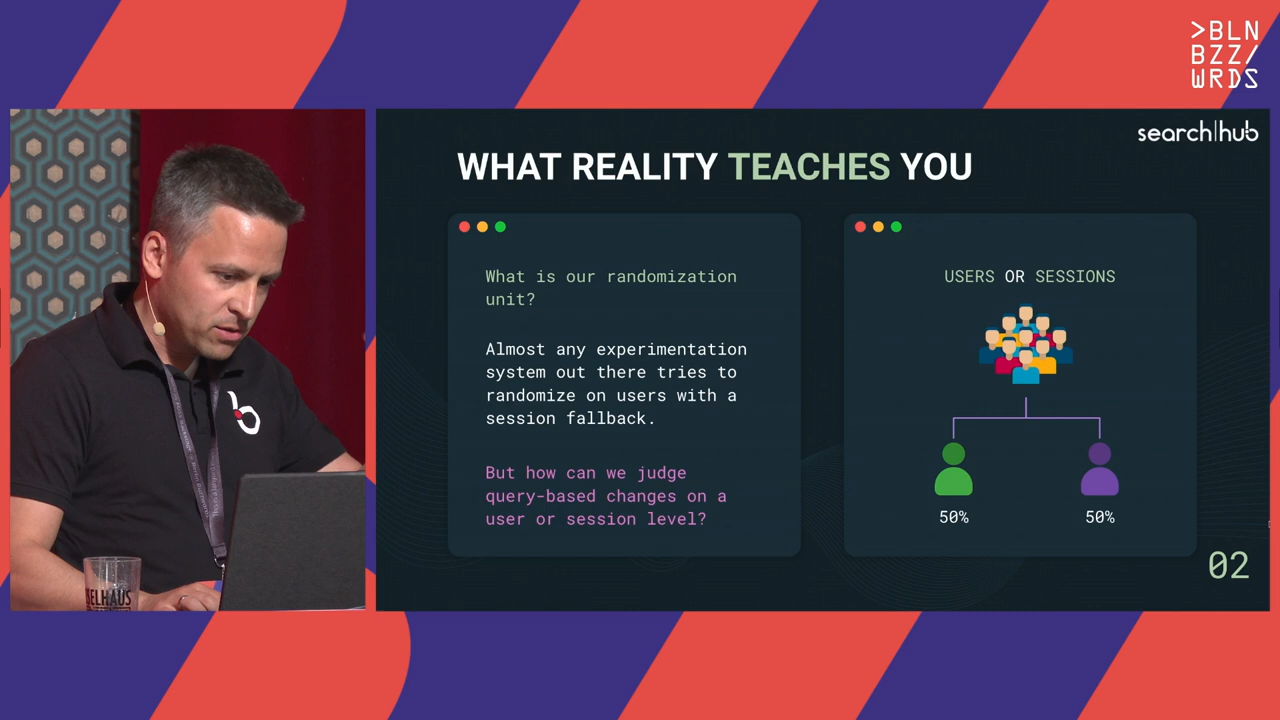 >BLN
BZZ/
WRDS
search|hub
WHAT REALITY TEACHES YOU
What is our randomization
unit?
Almost any experimentation
system out there tries to
randomize on users with a
session fallback.
But how can we judge
query-based changes on a
user or session level?
USERS OR SESSIONS
50%
50%
02
b
SELHAUS